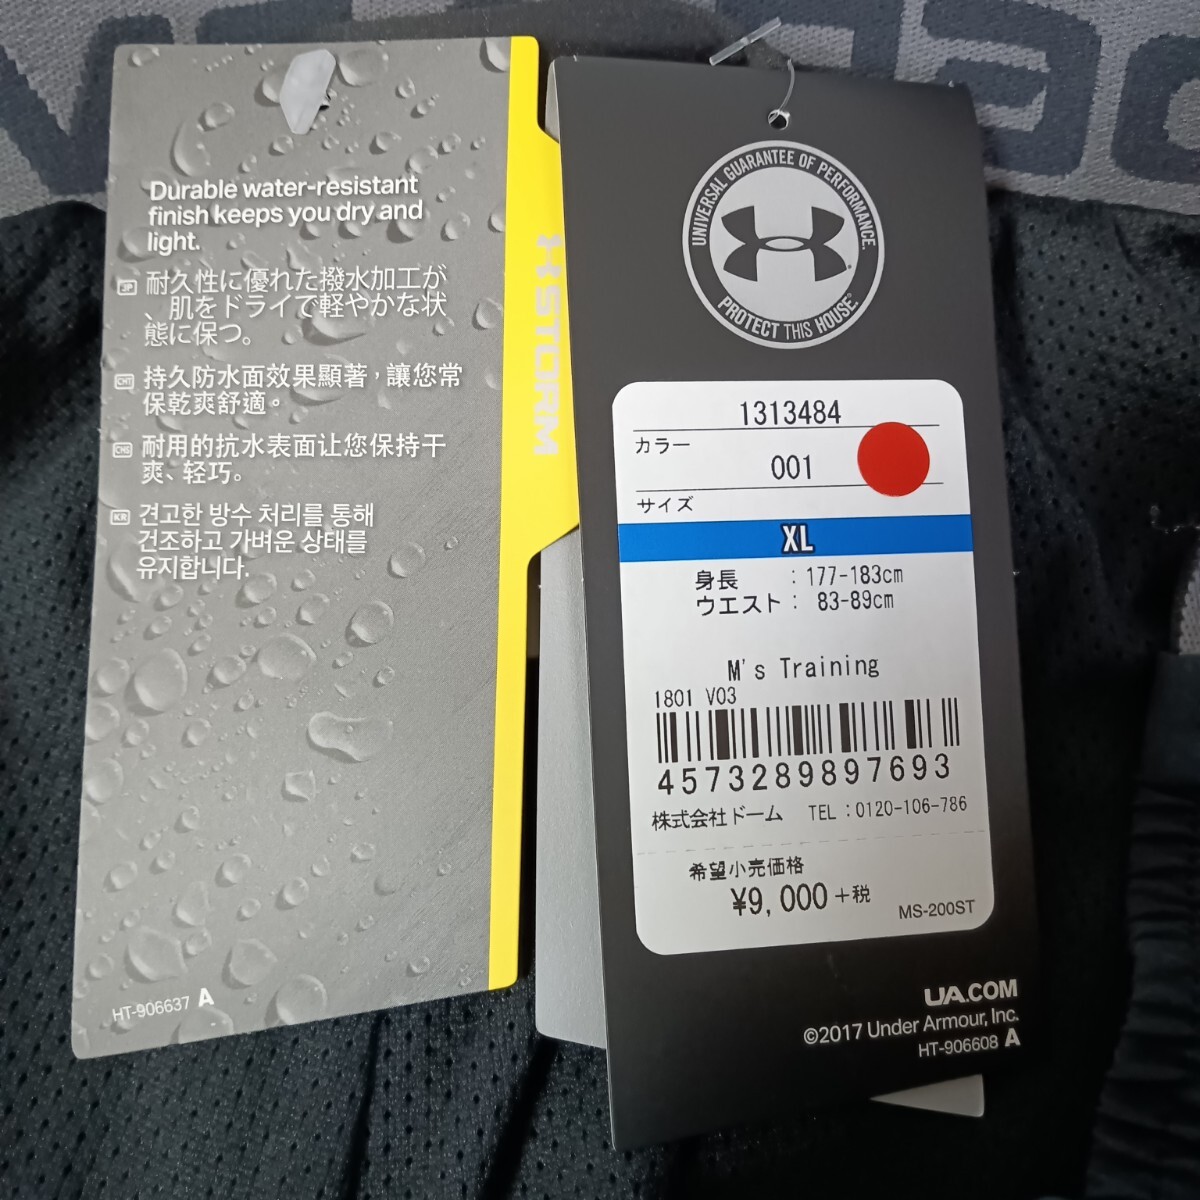 Durable water-resistant
finish keeps you dry and
light.
JP 耐久性に優れた撥水加工が
、肌をドライで軽やかな状
態に保つ。
CHT 持久防水面效果顯著，讓您常
保乾爽舒適。
CHS 耐用的抗水表面让您保持干
爽、轻巧。
KR 견고한 방수 처리를 통해
건조하고 가벼운 상태를
유지합니다.
HT-906637 A
STORM
UNIVERSAL GUARANTEE OF PERFORMANCE.
PROTECT THIS HOUSE.
1313484
カラー
001
サイズ
XL
身長 : 177-183cm
ウエスト : 83-89cm
M's Training
1801 V03
4573289897693
株式会社ドーム TEL:0120-106-786
希望小売価格
¥9,000+税
MS-200ST
UA.COM
©2017 Under Armour, Inc.
HT-906608 A